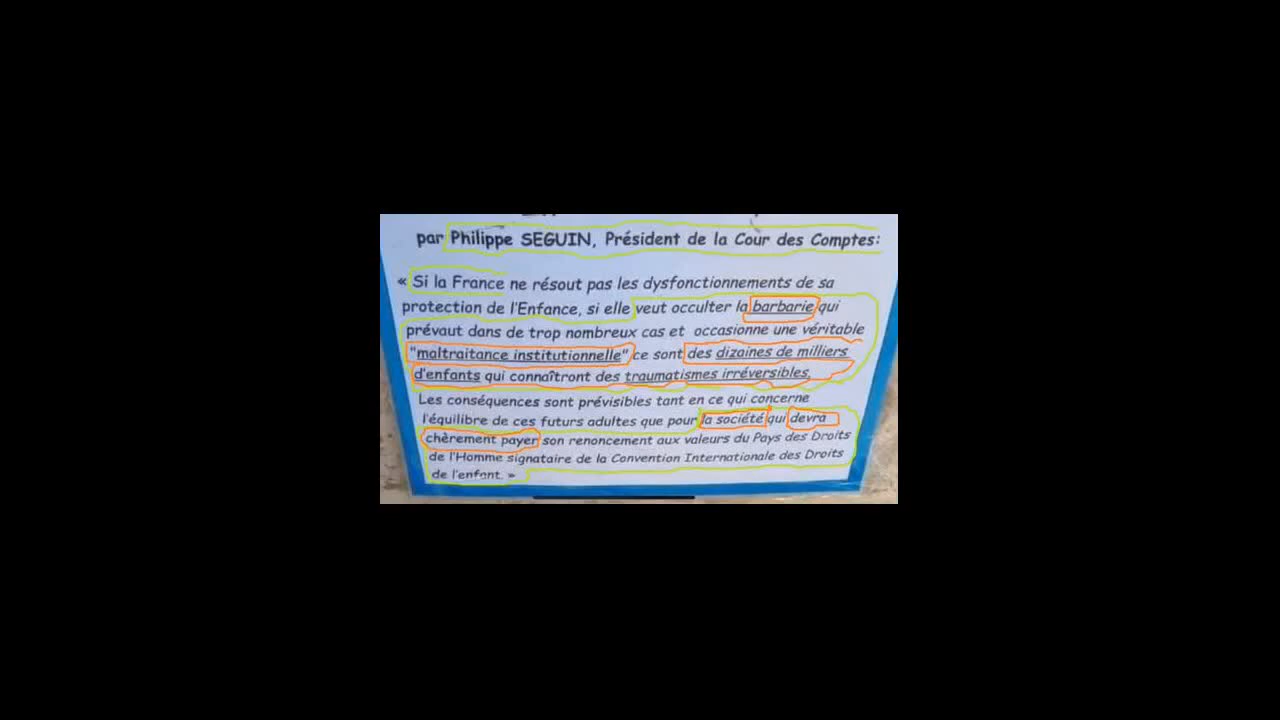 par Philippe SEGUIN, Président de la Cour des Comptes:
« Si la France ne résout pas les dysfonctionnements de sa
protection de l'Enfance, si elle veut occulter la barbarie qui
prévaut dans de trop nombreux cas et occasionne une véritable
"maltraitance institutionnelle" ce sont des dizaines de milliers
d'enfants qui connaîtront des traumatismes irréversibles.
Les conséquences sont prévisibles tant en ce qui concerne
l'équilibre de ces futurs adultes que pour la société qui devra
chèrement payer son renoncement aux valeurs du Pays des Droits
de l'Homme signataire de la Convention Internationale des Droits
de l'enfant. »